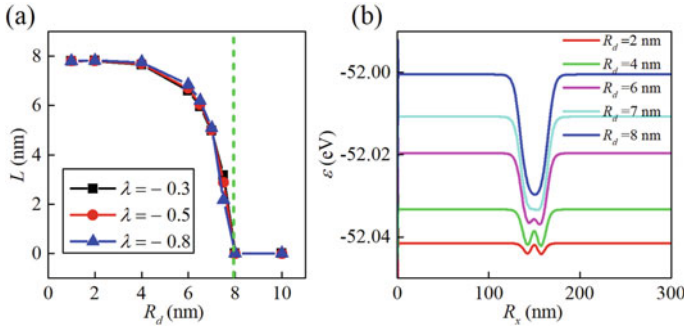 (a)
8
6
4
2
0
L (nm)
λ = − 0.3
λ = − 0.5
λ = − 0.8
0 2 4 6 8 10
R_d (nm)
(b)
-52.00
-52.02
-52.04
ε (eV)
R_d =2 nm
R_d =4 nm
R_d =6 nm
R_d =7 nm
R_d =8 nm
0 100 200 300
R_x (nm)